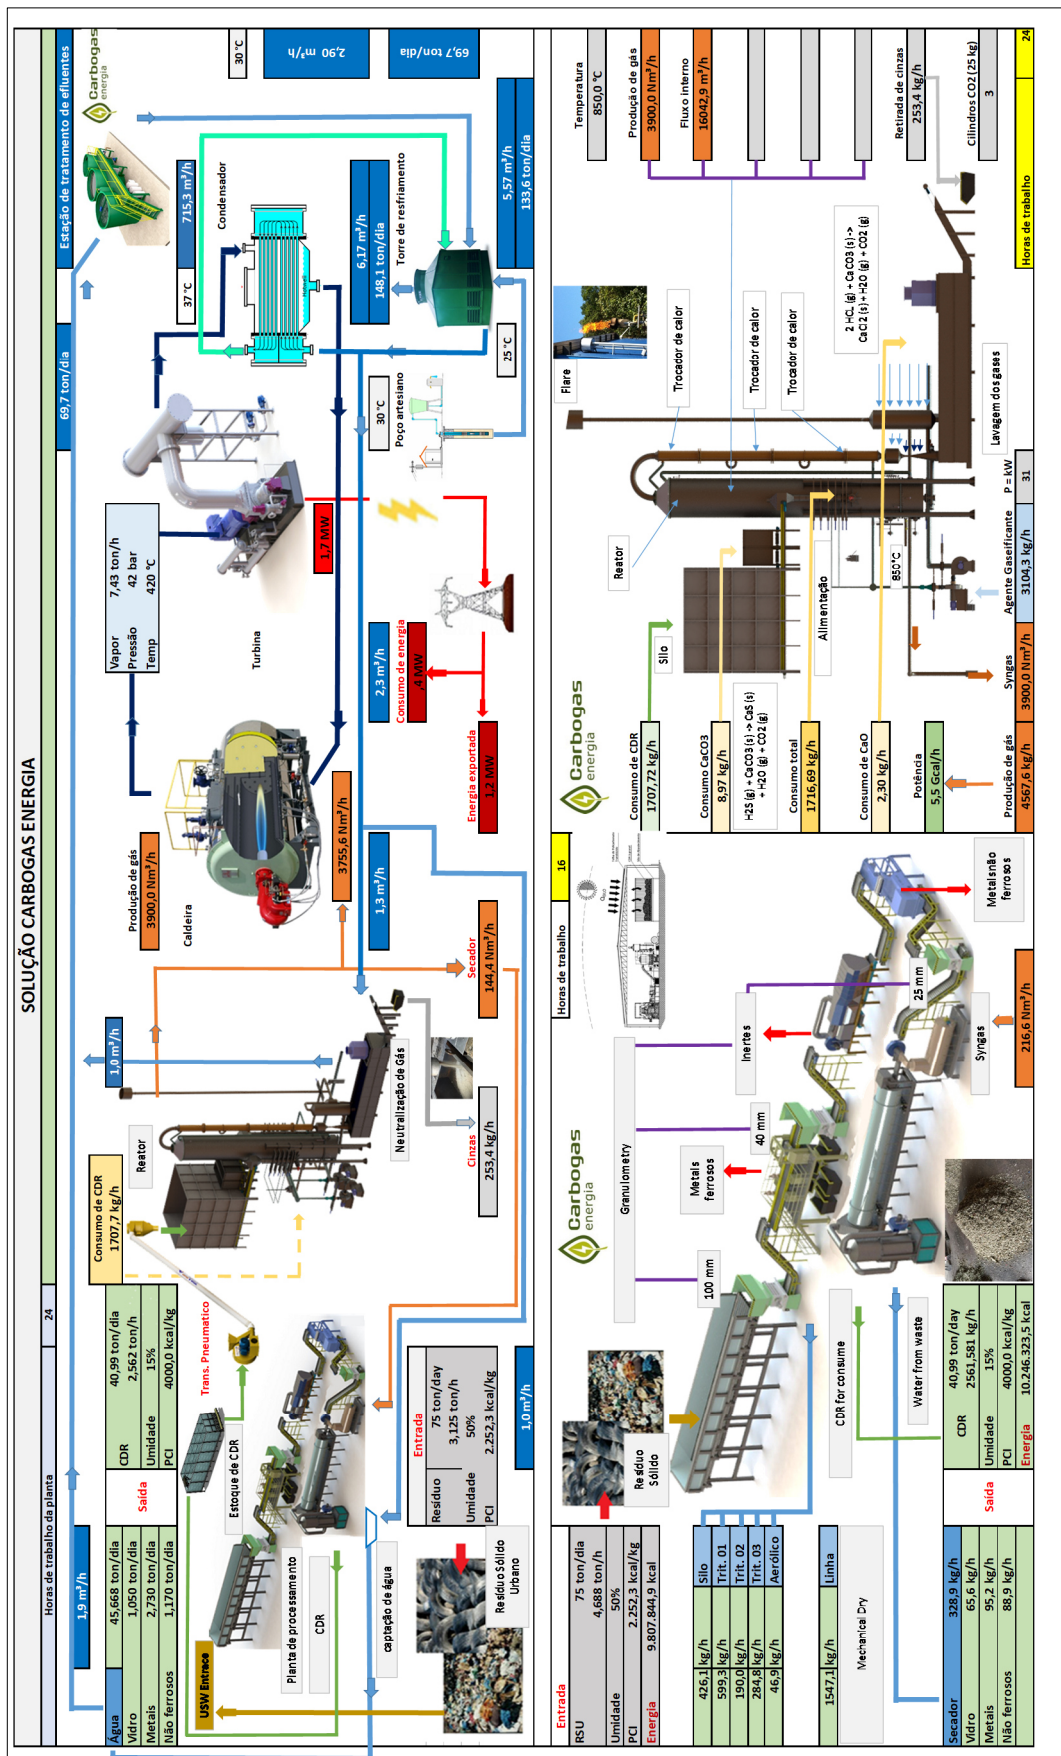 SOLUÇÃO CARBOGAS ENERGIA
Horas de trabalho da planta
24
1,9 m³/h
Água
45,668 ton/dia
Vidro
1,050 ton/dia
Metais
2,730 ton/dia
Não ferrosos
1,170 ton/dia
Saída
CDR
40,99 ton/dia
2,562 ton/h
Umidade
15%
PCI
4000,0 kcal/kg
Consumo de CDR
1707,7 kg/h
Trans. Pneumatico
Estoque de CDR
USW Entrece
Planta de processamento
CDR
captação de água
Resíduo Sólido
Urbano
Entrada
Resíduo
75 ton/day
3,125 ton/h
Umidade
50%
PCI
2.252,3 kcal/kg
1,0 m³/h
Reator
1,0 m³/h
Neutralização de Gás
Cinzas
253,4 kg/h
Secador
144,4 Nm³/h
Produção de gás
3900,0 Nm³/h
Caldeira
3755,6 Nm³/h
1,3 m³/h
Vapor
7,43 ton/h
Pressão
42 bar
Temp
420 °C
Turbina
1,7 MW
2,3 m³/h
Consumo de energia
,4 MW
Energia exportada
1,2 MW
69,7 ton/dia
Estação de tratamento de efluentes
Carbogas
energia
715,3 m³/h
37 °C
Condensador
30 °C
2,90 m³/h
69,7 ton/dia
6,17 m³/h
148,1 ton/dia
Torre de resfriamento
5,57 m³/h
133,6 ton/dia
25 °C
30 °C
Poço artesiano
Entrada
RSU
75 ton/dia
4,688 ton/h
Umidade
50%
PCI
2.252,3 kcal/kg
Energia
9.807.844,9 kcal
Resíduo
Sólido
426,1 kg/h
Silo
599,3 kg/h
Trit. 01
190,0 kg/h
Trit. 02
284,8 kg/h
Trit. 03
46,9 kg/h
Aerólico
1547,1 kg/h
Linha
Mechanical Dry
Secador
328,9 kg/h
Vidro
65,6 kg/h
Metais
95,2 kg/h
Não ferrosos
88,9 kg/h
Saída
CDR
40,99 ton/day
2561,581 kg/h
Umidade
15%
PCI
4000,0 kcal/kg
Energia
10.246.323,5 kcal
CDR for consume
Water from waste
Carbogas
energia
Granulometry
100 mm
40 mm
25 mm
Metais
ferrosos
Inertes
Metais não
ferrosos
Syngas
216,6 Nm³/h
Horas de trabalho
16
Carbogas
energia
Consumo de CDR
1707,72 kg/h
Consumo CaCO3
8,97 kg/h
H2S (g) + CaCO3 (s) -> CaS (s)
+ H2O (g) + CO2 (g)
Consumo total
1716,69 kg/h
Consumo de CaO
2,30 kg/h
Potência
5,5 Gcal/h
Produção de gás
4567,6 kg/h
Syngas
3900,0 Nm³/h
Agente Gaseificante
3104,3 kg/h
P = kW
31
Silo
Reator
Alimentação
850°C
Flare
Trocador de calor
Trocador de calor
Trocador de calor
2 HCL (g) + CaCO3 (s) ->
CaCl2 (s) + H2O (g) + CO2 (g)
Lavagem dos gases
Temperatura
850,0 °C
Produção de gás
3900,0 Nm³/h
Fluxo interno
16042,9 m³/h
Retirada de cinzas
253,4 kg/h
Cilindros CO2 (25 kg)
3
Horas de trabalho
24